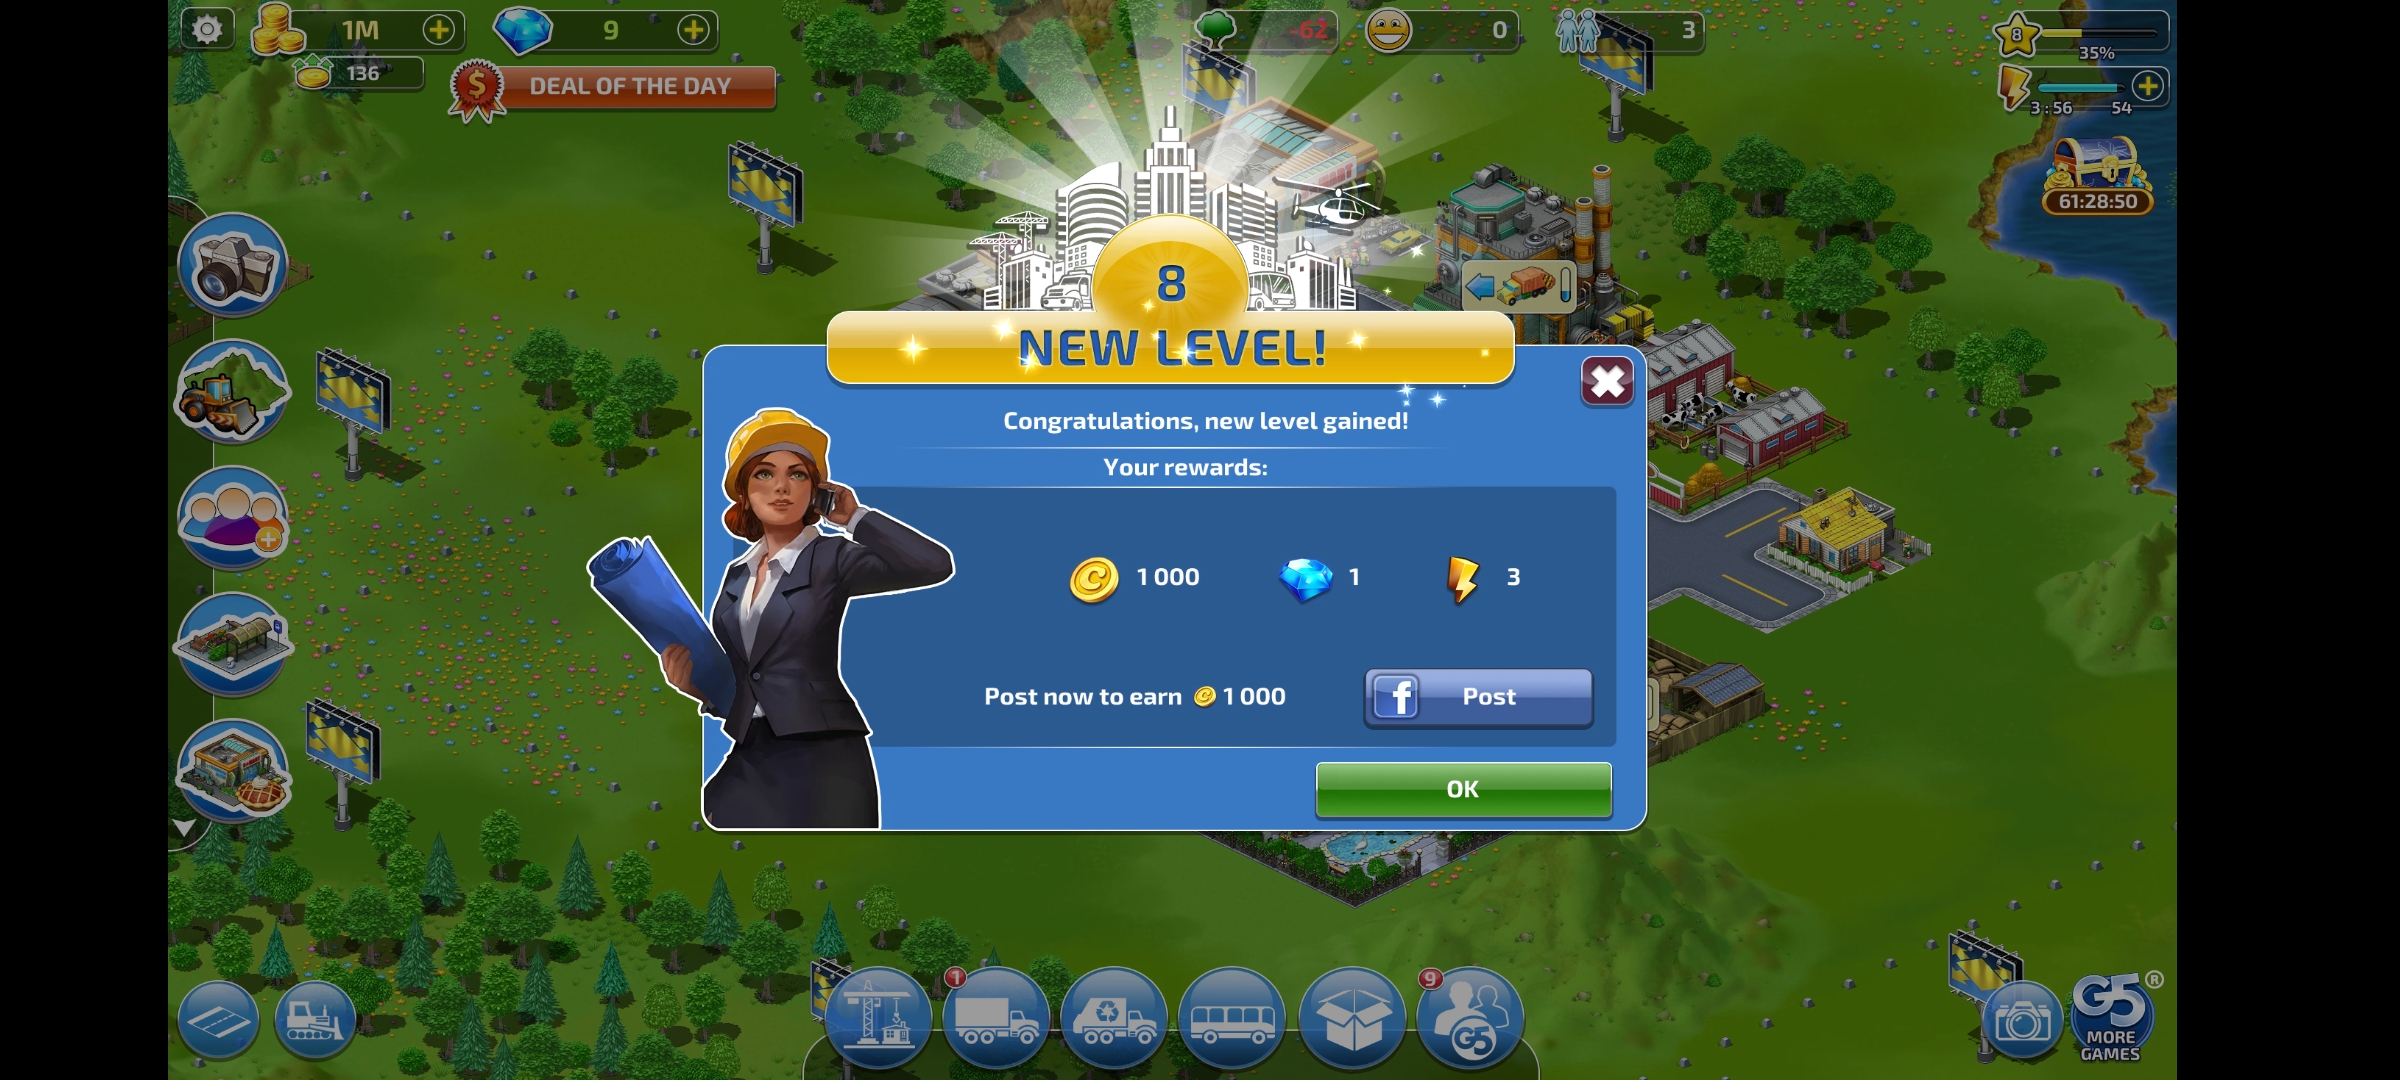 1M
9
-62
0
3
8
35%
136
DEAL OF THE DAY
3:56
54
61:28:50
8
NEW LEVEL!
Congratulations, new level gained!
Your rewards:
1 000
1
3
Post now to earn 1 000
f Post
OK
1
9
G5
G5®
MORE
GAMES